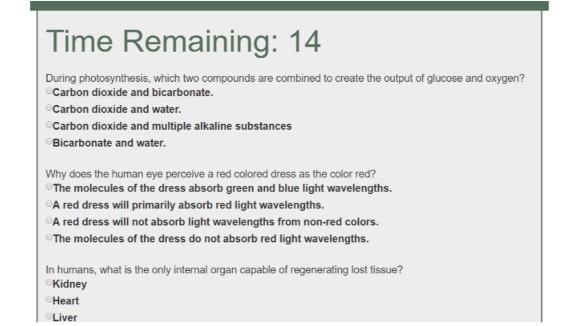 Time Remaining: 14
During photosynthesis, which two compounds are combined to create the output of glucose and oxygen?
Carbon dioxide and bicarbonate.
Carbon dioxide and water.
Carbon dioxide and multiple alkaline substances
Bicarbonate and water.
Why does the human eye perceive a red colored dress as the color red?
The molecules of the dress absorb green and blue light wavelengths.
A red dress will primarily absorb red light wavelengths.
A red dress will not absorb light wavelengths from non-red colors.
The molecules of the dress do not absorb red light wavelengths.
In humans, what is the only internal organ capable of regenerating lost tissue?
Kidney
Heart
Liver